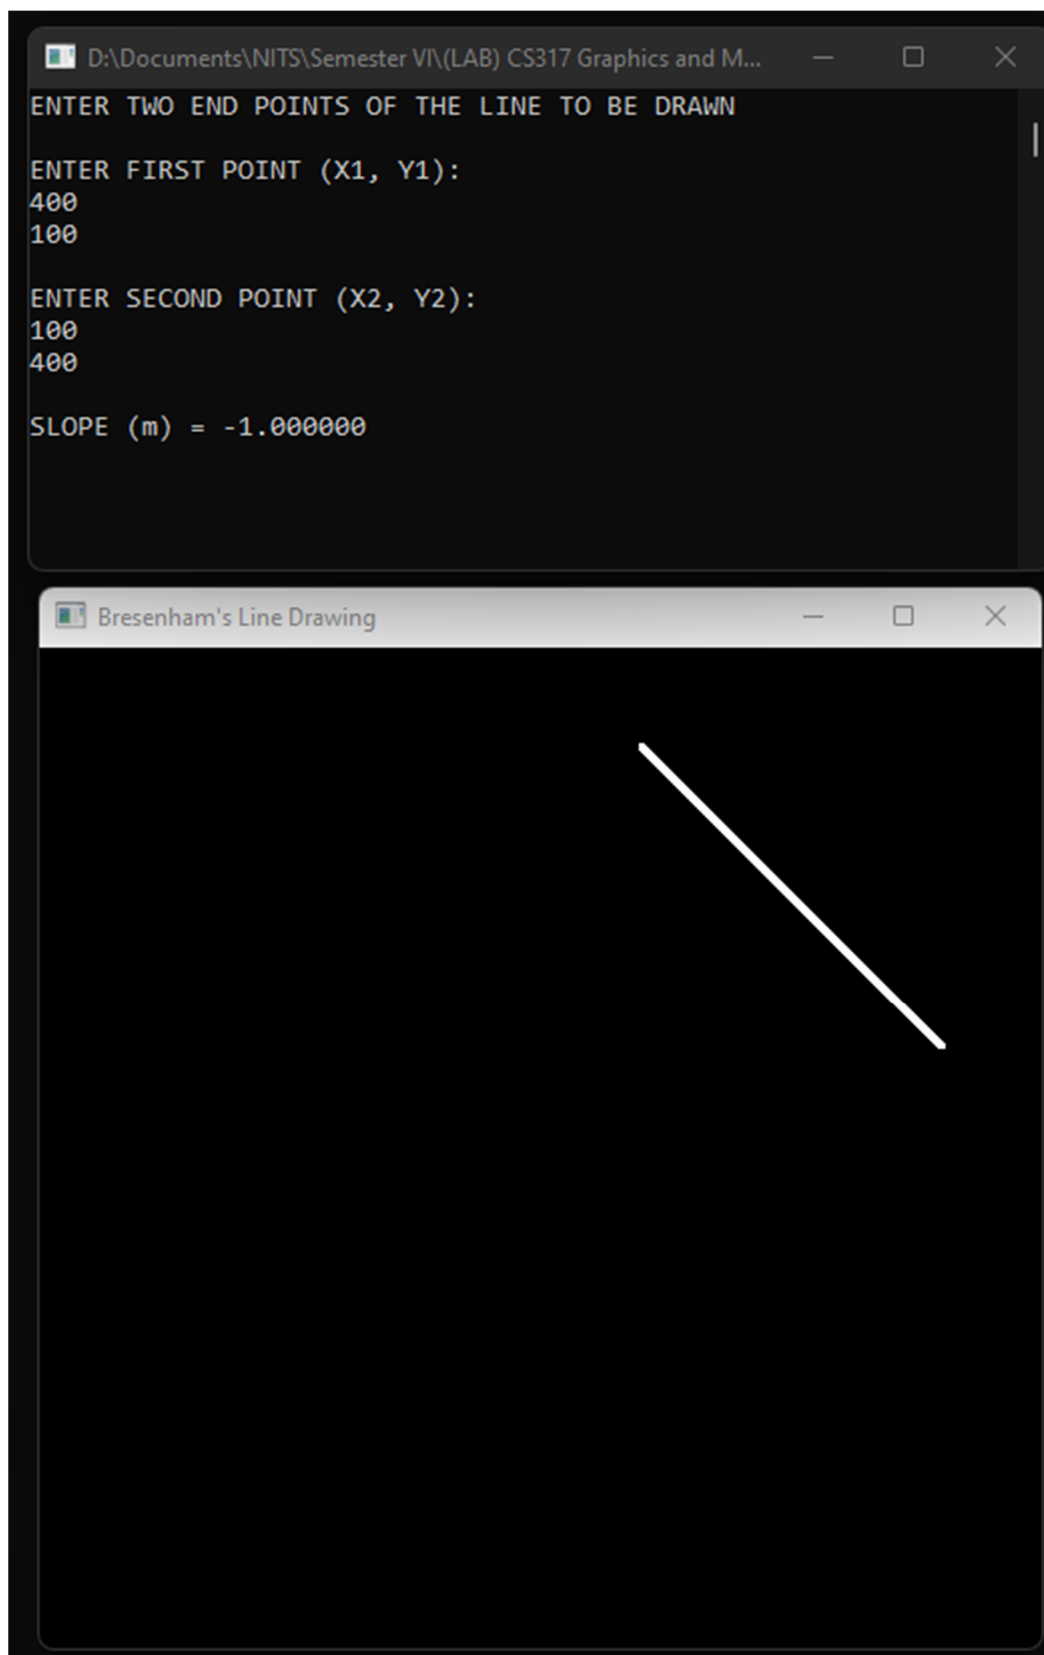 D:\Documents\NITS\Semester VI\(LAB) CS317 Graphics and M...
ENTER TWO END POINTS OF THE LINE TO BE DRAWN
ENTER FIRST POINT (X1, Y1):
400
100
ENTER SECOND POINT (X2, Y2):
100
400
SLOPE (m) = -1.000000
Bresenham's Line Drawing